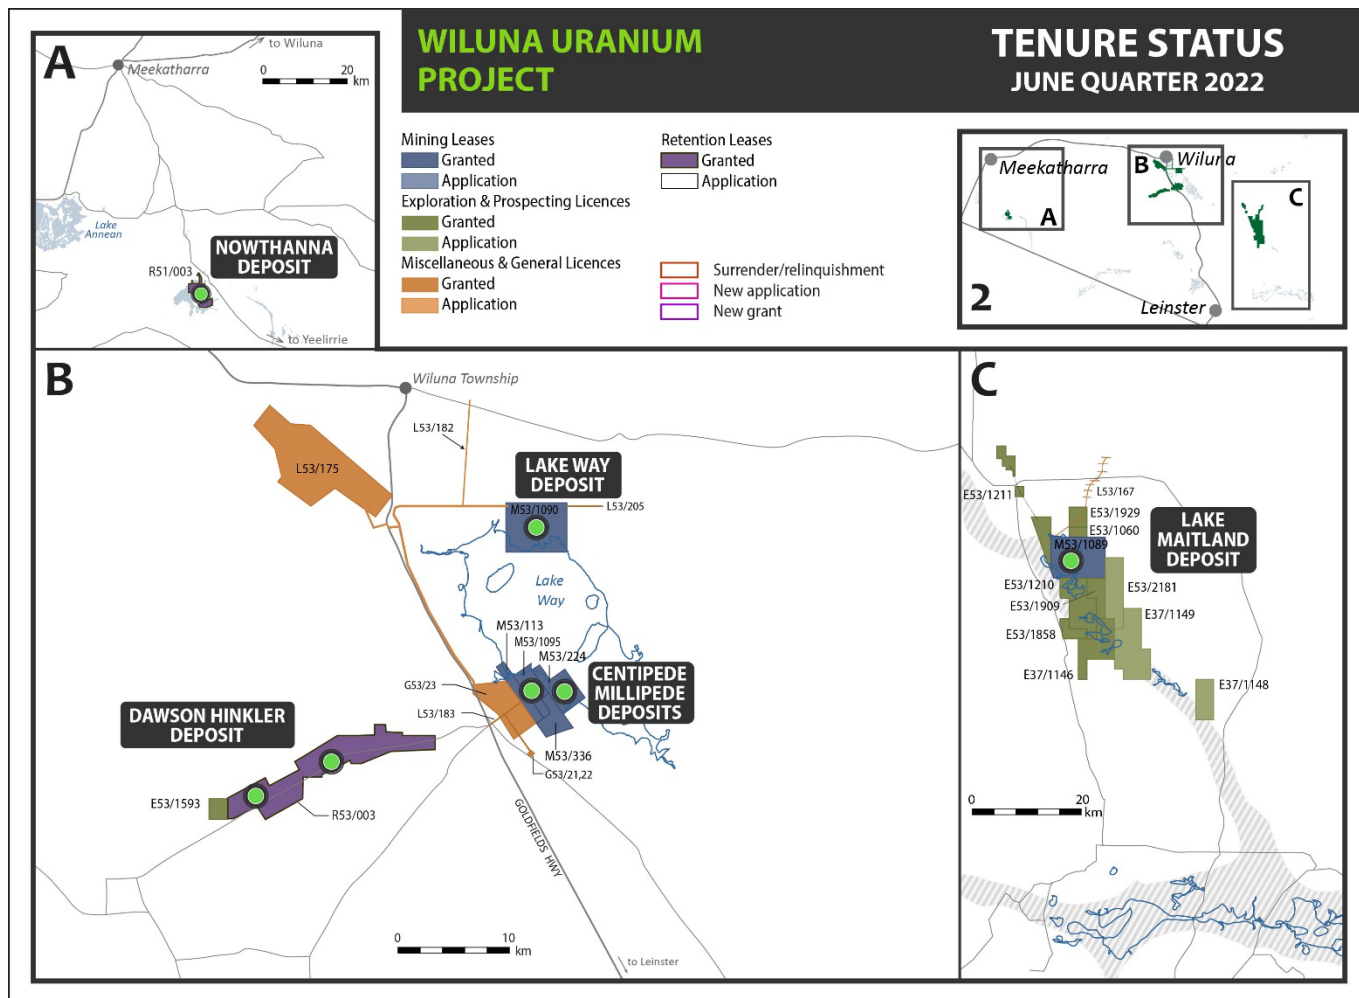 WILUNA URANIUM
PROJECT
TENURE STATUS
JUNE QUARTER 2022
A
to Wiluna
Meekatharra
0 20
km
Lake
Annean
NOWTHANNA
DEPOSIT
R51/003
to Yeelirrie
Mining Leases
Granted
Application
Exploration & Prospecting Licences
Granted
Application
Miscellaneous & General Licences
Granted
Application
Retention Leases
Granted
Application
Surrender/relinquishment
New application
New grant
Meekatharra
A
B
Wiluna
C
2
Leinster
B
Wiluna Township
L53/182
L53/175
LAKE WAY
DEPOSIT
M53/1090
L53/205
Lake
Way
M53/113
M53/1095
M53/224
G53/23
CENTIPEDE
MILLIPEDE
DEPOSITS
L53/183
M53/336
G53/21,22
DAWSON HINKLER
DEPOSIT
E53/1593
R53/003
GOLDFIELDS HWY
0 10
km
to Leinster
C
E53/1211
L53/167
E53/1929
E53/1060
M53/1089
LAKE
MAITLAND
DEPOSIT
E53/1210
E53/2181
E53/1909
E37/1149
E53/1858
E37/1146
E37/1148
0 20
km